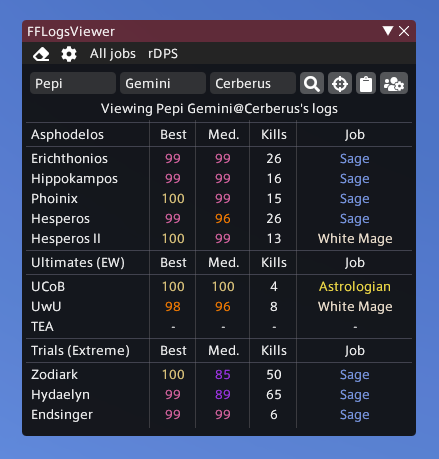 FFLogsViewer
All jobs rDPS
Pepi Gemini Cerberus
Viewing Pepi Gemini@Cerberus's logs
Asphodelos Best Med. Kills Job
Erichthonios 99 99 26 Sage
Hippokampos 99 99 16 Sage
Phoinix 100 99 15 Sage
Hesperos 99 96 26 Sage
Hesperos II 100 99 13 White Mage
Ultimates (EW) Best Med. Kills Job
UCoB 100 100 4 Astrologian
UwU 98 96 8 White Mage
TEA - - - -
Trials (Extreme) Best Med. Kills Job
Zodiark 100 85 50 Sage
Hydaelyn 99 89 65 Sage
Endsinger 99 99 6 Sage